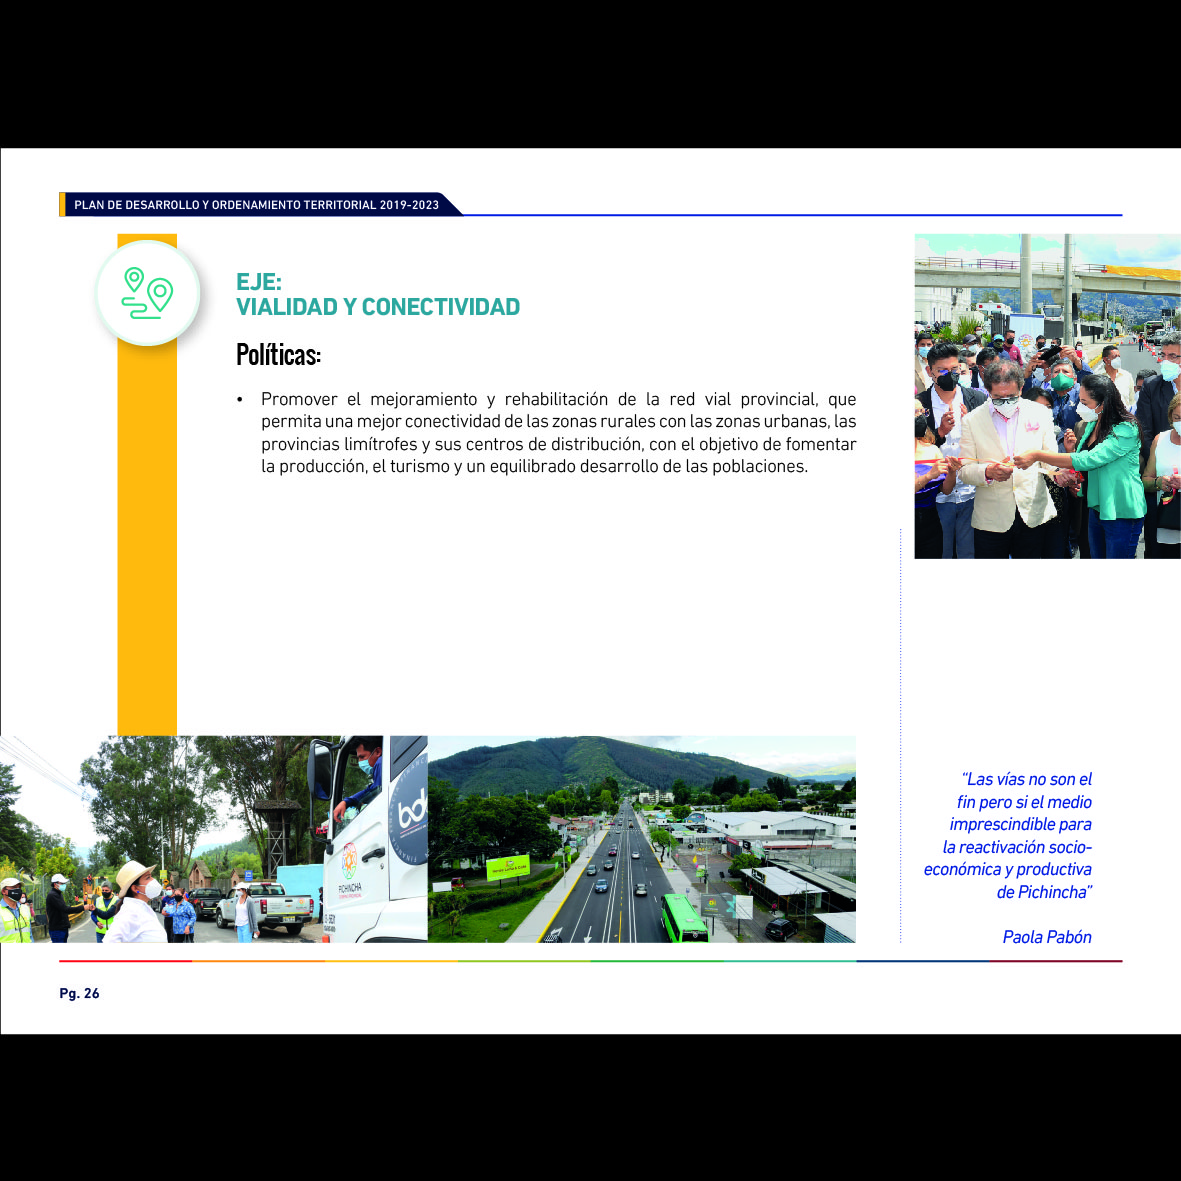 PLAN DE DESARROLLO Y ORDENAMIENTO TERRITORIAL 2019-2023
EJE:
VIALIDAD Y CONECTIVIDAD
Políticas:
• Promover el mejoramiento y rehabilitación de la red vial provincial, que
permita una mejor conectividad de las zonas rurales con las zonas urbanas, las
provincias limítrofes y sus centros de distribución, con el objetivo de fomentar
la producción, el turismo y un equilibrado desarrollo de las poblaciones.
bd
PICHINCHA
“Las vías no son el
fin pero si el medio
imprescindible para
la reactivación socio-
económica y productiva
de Pichincha”
Paola Pabón
Pg. 26